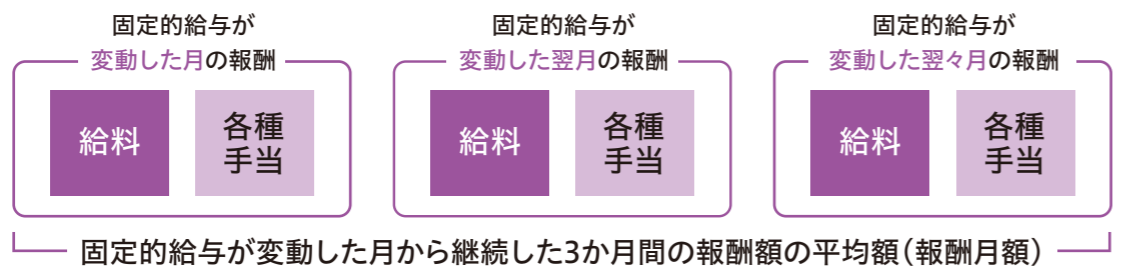 固定的給与が
変動した月の報酬
給料
各種
手当
固定的給与が
変動した翌月の報酬
給料
各種
手当
固定的給与が
変動した翌々月の報酬
給料
各種
手当
固定的給与が変動した月から継続した3か月間の報酬額の平均額(報酬月額)